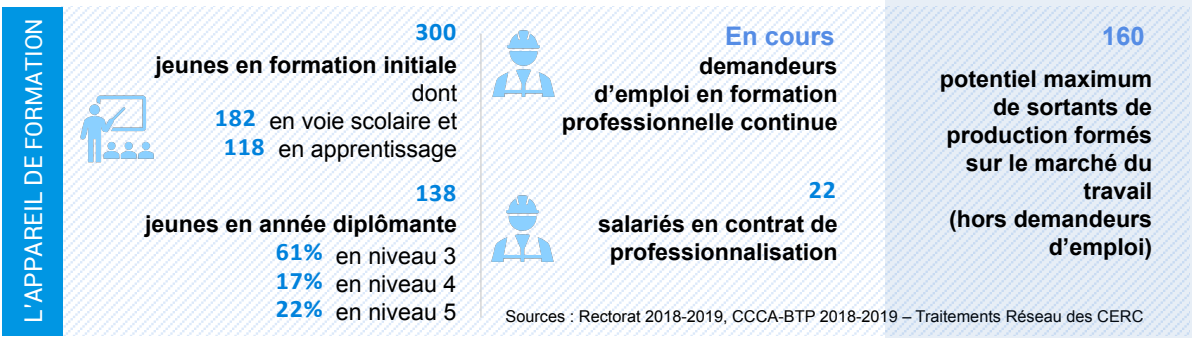 L'APPAREIL DE FORMATION
300
jeunes en formation initiale
dont
182 en voie scolaire et
118 en apprentissage
138
jeunes en année diplômante
61% en niveau 3
17% en niveau 4
22% en niveau 5
En cours
demandeurs
d’emploi en formation
professionnelle continue
22
salariés en contrat de
professionnalisation
160
potentiel maximum
de sortants de
production formés
sur le marché du
travail
(hors demandeurs
d’emploi)
Sources : Rectorat 2018-2019, CCCA-BTP 2018-2019 – Traitements Réseau des CERC